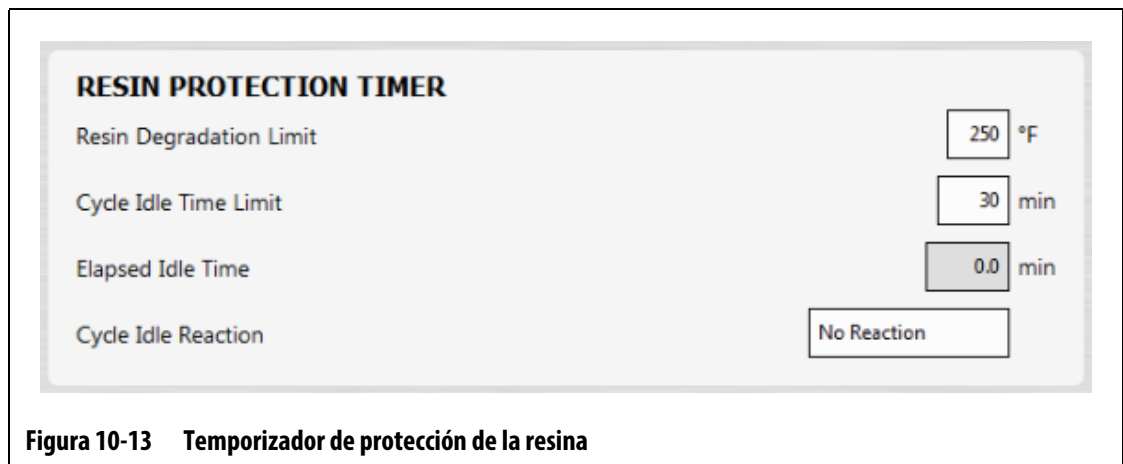 RESIN PROTECTION TIMER
Resin Degradation Limit 250 °F
Cycle Idle Time Limit 30 min
Elapsed Idle Time 0.0 min
Cycle Idle Reaction No Reaction
Figura 10-13 Temporizador de protección de la resina